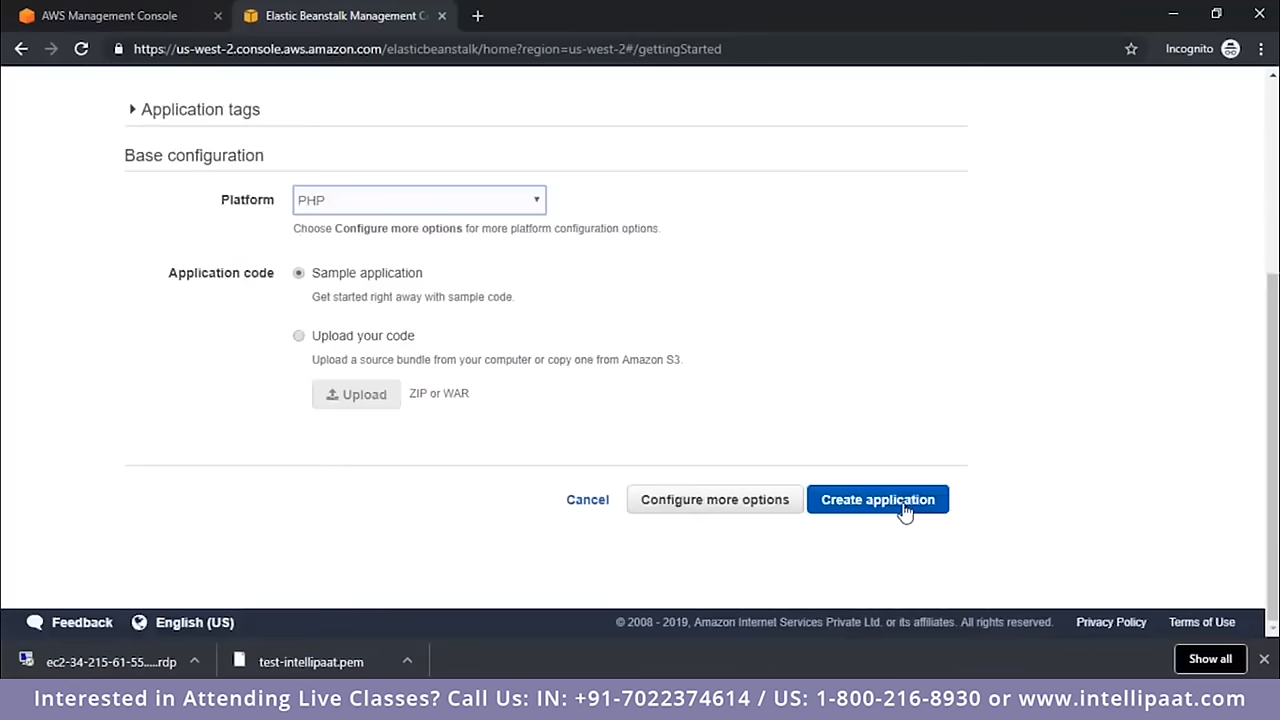 AWS Management Console
Elastic Beanstalk Management C
https://us-west-2.console.aws.amazon.com/elasticbeanstalk/home?region=us-west-2#/gettingStarted
Incognito
Application tags
Base configuration
Platform
PHP
Choose Configure more options for more platform configuration options.
Application code
Sample application
Get started right away with sample code.
Upload your code
Upload a source bundle from your computer or copy one from Amazon S3.
Upload
ZIP or WAR
Cancel
Configure more options
Create application
Feedback
English (US)
© 2008 - 2019, Amazon Internet Services Private Ltd. or its affiliates. All rights reserved.
Privacy Policy
Terms of Use
ec2-34-215-61-55.....rdp
test-intellipaat.pem
Show all
Interested in Attending Live Classes? Call Us: IN: +91-7022374614 / US: 1-800-216-8930 or www.intellipaat.com